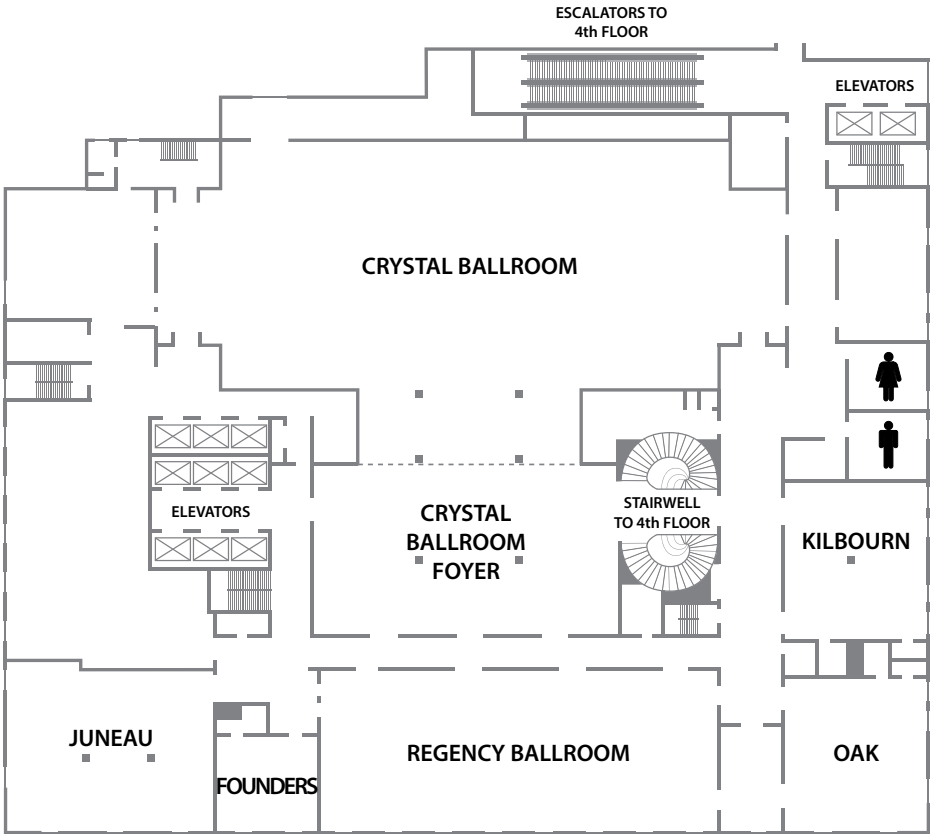 ESCALATORS TO
4th FLOOR
ELEVATORS
CRYSTAL BALLROOM
ELEVATORS
CRYSTAL
BALLROOM
FOYER
STAIRWELL
TO 4th FLOOR
KILBOURN
JUNEAU
FOUNDERS
REGENCY BALLROOM
OAK